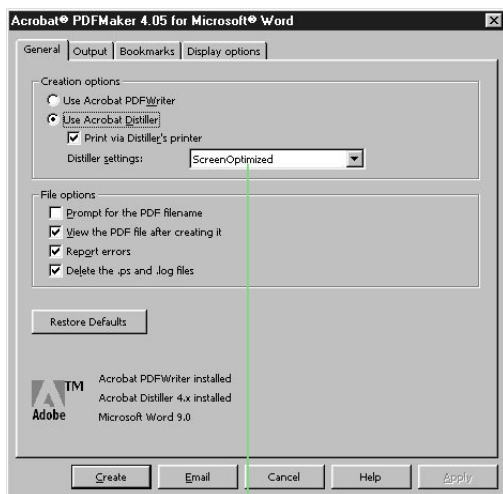 Acrobat® PDFMaker 4.05 for Microsoft® Word
General Output Bookmarks Display options
Creation options
Use Acrobat PDFWriter
Use Acrobat Distiller
Print via Distiller's printer
Distiller settings: ScreenOptimized
File options
Prompt for the PDF filename
View the PDF file after creating it
Report errors
Delete the .ps and .log files
Restore Defaults
TM
Adobe
Acrobat PDFWriter installed
Acrobat Distiller 4.x installed
Microsoft Word 9.0
Create Email Cancel Help Apply